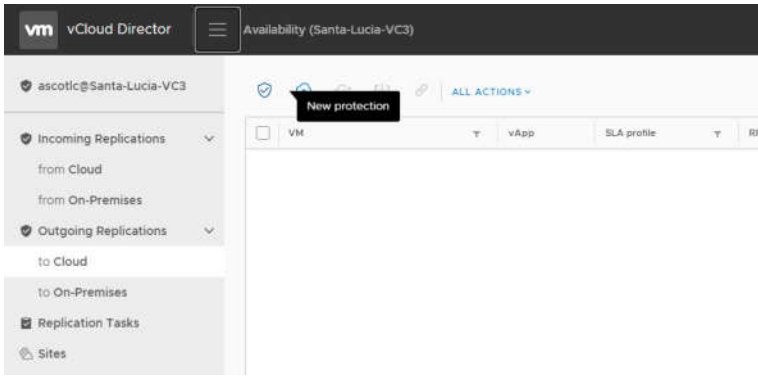 vm vCloud Director Availability (Santa-Lucia-VC3)
ascotlc@Santa-Lucia-VC3
ALL ACTIONS
New protection
VM vApp SLA profile
Incoming Replications
from Cloud
from On-Premises
Outgoing Replications
to Cloud
to On-Premises
Replication Tasks
Sites